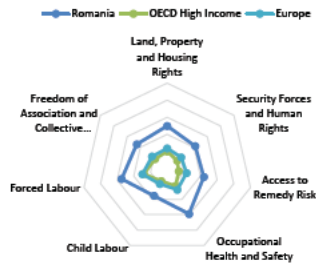 Romania OECD High Income Europe
Land, Property
and Housing
Rights
Security Forces
and Human
Rights
Access to
Remedy Risk
Occupational
Health and Safety
Child Labour
Forced Labour
Freedom of
Association and
Collective...